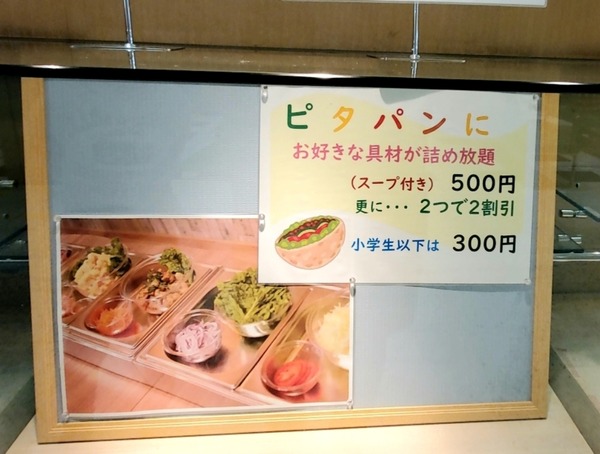 ピタパンに
お好きな具材が詰め放題
(スープ付き) 500円
更に・・・ 2つで2割引
小学生以下は 300円